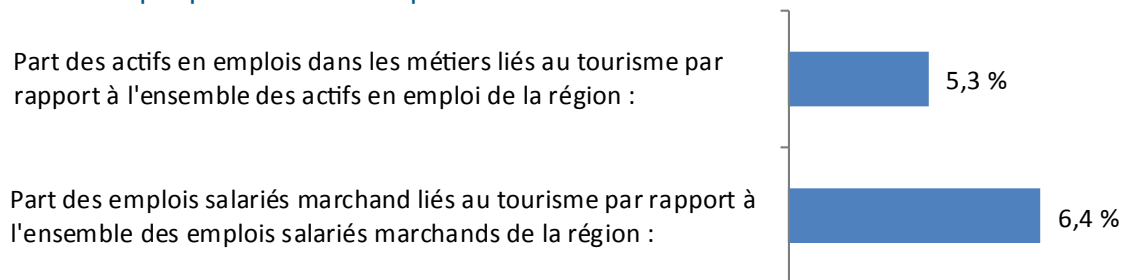 Part des actifs en emplois dans les métiers liés au tourisme par
rapport à l'ensemble des actifs en emploi de la région :
5,3 %
Part des emplois salariés marchand liés au tourisme par rapport à
l'ensemble des emplois salariés marchands de la région :
6,4 %